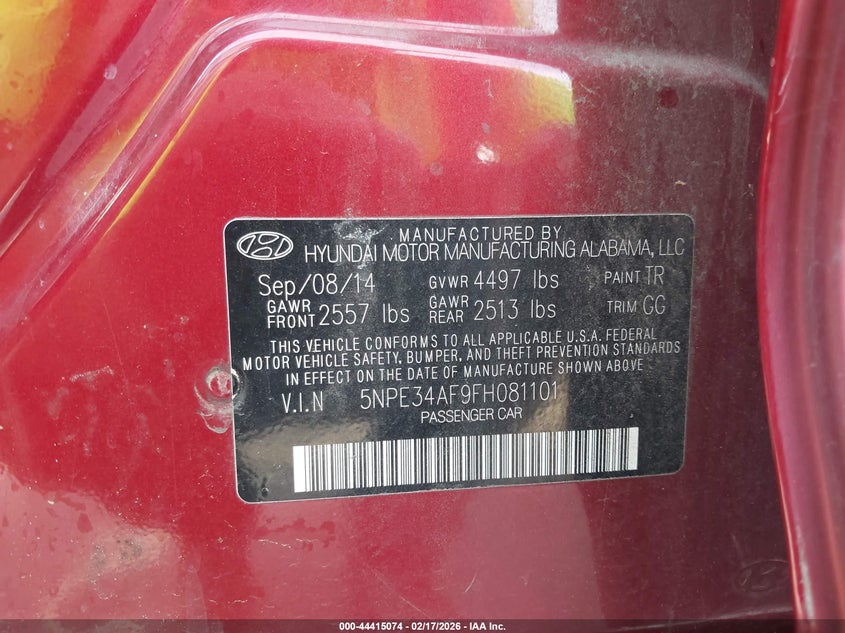 MANUFACTURED BY
HYUNDAI MOTOR MANUFACTURING ALABAMA, LLC
Sep/08/14 GVWR 4497 lbs PAINT TR
GAWR FRONT 2557 lbs GAWR REAR 2513 lbs TRIM GG
THIS VEHICLE CONFORMS TO ALL APPLICABLE U.S.A. FEDERAL
MOTOR VEHICLE SAFETY, BUMPER, AND THEFT PREVENTION STANDARDS
IN EFFECT ON THE DATE OF MANUFACTURE SHOWN ABOVE
V.I.N 5NPE34AF9FH081101
PASSENGER CAR
000-44415074 - 02/17/2026 - IAA Inc.